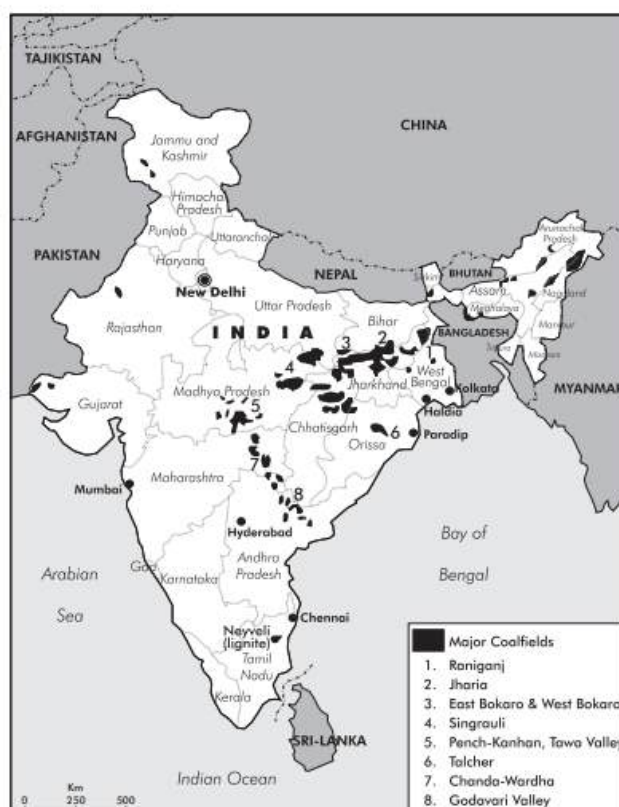 TAJIKISTAN
AFGHANISTAN
CHINA
Jammu and
Kashmir
Himachal
Pradesh
Punjab
Uttaranchal
Haryana
PAKISTAN
New Delhi
NEPAL
Sikkim
BHUTAN
Arunachal
Pradesh
Assam
Nagaland
Meghalaya
Manipur
Tripura
Mizoram
Uttar Pradesh
Rajasthan
INDIA
Bihar
BANGLADESH
3
2
1
4
West
Bengal
Jharkhand
Kolkata
MYANMAR
Madhya Pradesh
Gujarat
5
Haldia
Chhatisgarh
Orissa
6
Paradip
7
Maharashtra
Mumbai
8
Hyderabad
Bay of
Bengal
Arabian
Sea
Goa
Karnataka
Andhra
Pradesh
Chennai
Neyveli
(lignite)
Tamil
Nadu
Kerala
SRI-LANKA
Indian Ocean
Km
0 250 500
Major Coalfields
1. Raniganj
2. Jharia
3. East Bokaro & West Bokaro
4. Singrauli
5. Pench-Kanhan, Tawa Valley
6. Talcher
7. Chanda-Wardha
8. Godavari Valley